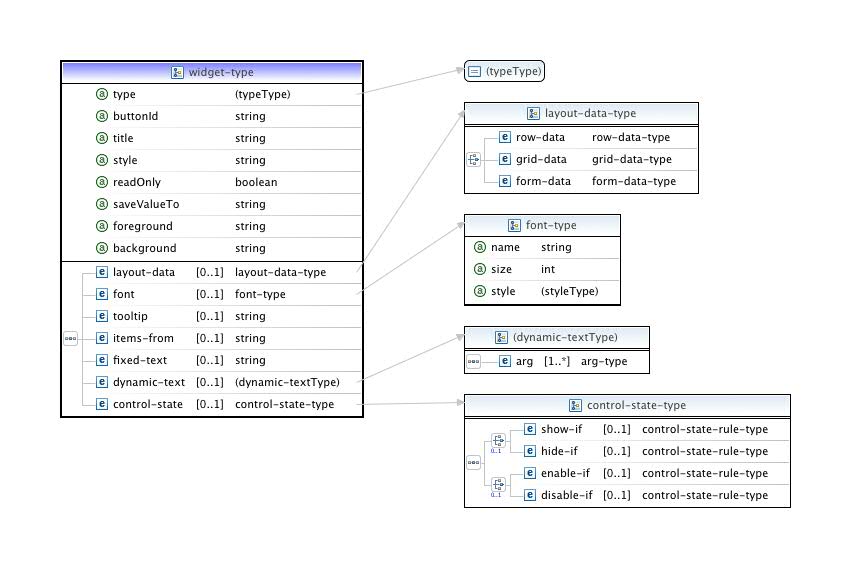 widget-type
a type (typeType)
a buttonId string
a title string
a style string
a readOnly boolean
a saveValueTo string
a foreground string
a background string
e layout-data [0..1] layout-data-type
e font [0..1] font-type
e tooltip [0..1] string
e items-from [0..1] string
e fixed-text [0..1] string
e dynamic-text [0..1] (dynamic-textType)
e control-state [0..1] control-state-type
(typeType)
layout-data-type
e row-data row-data-type
e grid-data grid-data-type
e form-data form-data-type
font-type
a name string
a size int
a style (styleType)
(dynamic-textType)
e arg [1..*] arg-type
control-state-type
e show-if [0..1] control-state-rule-type
0..1
e hide-if [0..1] control-state-rule-type
e enable-if [0..1] control-state-rule-type
0..1
e disable-if [0..1] control-state-rule-type